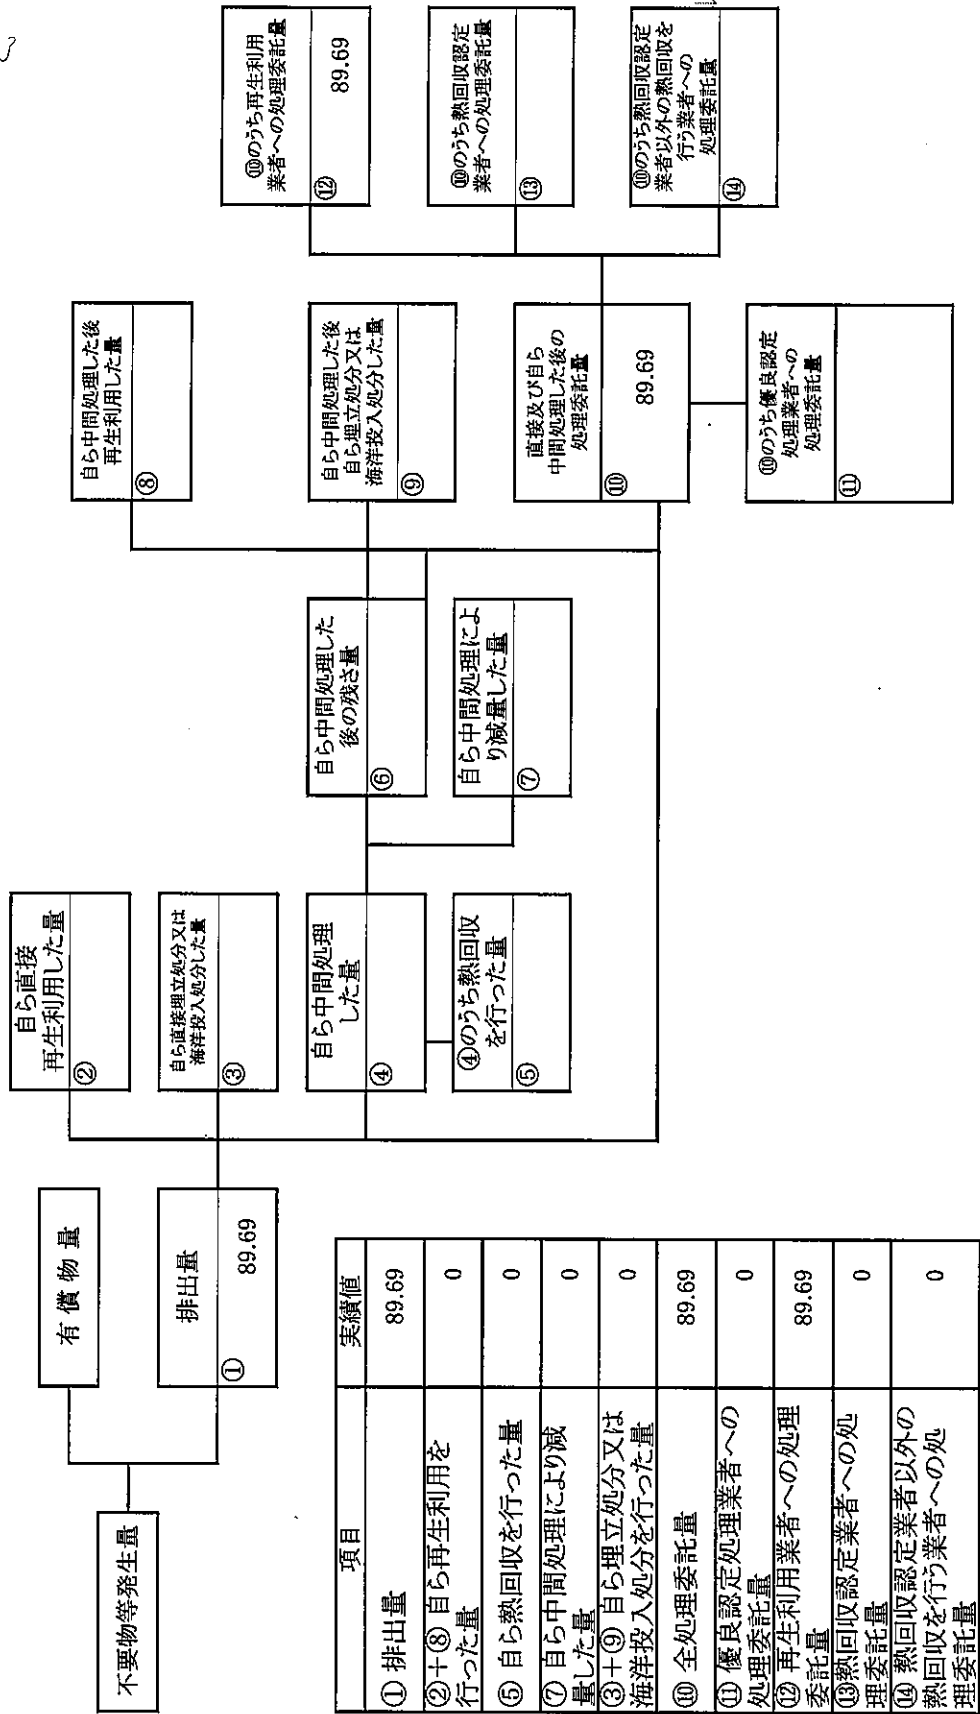 不要物等発生量
有償物量
排出量
①
89.69
自ら直接
再生利用した量
②
自ら直接埋立処分又は
海洋投入処分した量
③
自ら中間処理
した量
④
④のうち熱回収
を行った量
⑤
自ら中間処理した
後の残さ量
⑥
自ら中間処理によ
り減量した量
⑦
自ら中間処理した後
再生利用した量
⑧
自ら中間処理した後
自ら埋立処分又は
海洋投入処分した量
⑨
直接及び自ら
中間処理した後の
処理委託量
⑩
89.69
⑩のうち優良認定
処理業者への
処理委託量
⑪
⑩のうち再生利用
業者への処理委託量
⑫
89.69
⑩のうち熱回収認定
業者への処理委託量
⑬
⑩のうち熱回収認定
業者以外の熱回収を
行う業者への
処理委託量
⑭
項目 実績値
①排出量 89.69
②+⑧ 自ら再生利用を
行った量 0
⑤ 自ら熱回収を行った量 0
⑦ 自ら中間処理により減
量した量 0
③+⑨ 自ら埋立処分又は
海洋投入処分を行った量 0
⑩ 全処理委託量 89.69
⑪ 優良認定処理業者への
処理委託量 0
⑫ 再生利用業者への処理
委託量 89.69
⑬熱回収認定業者への処
理委託量 0
⑭ 熱回収認定業者以外の
熱回収を行う業者への処
理委託量 0